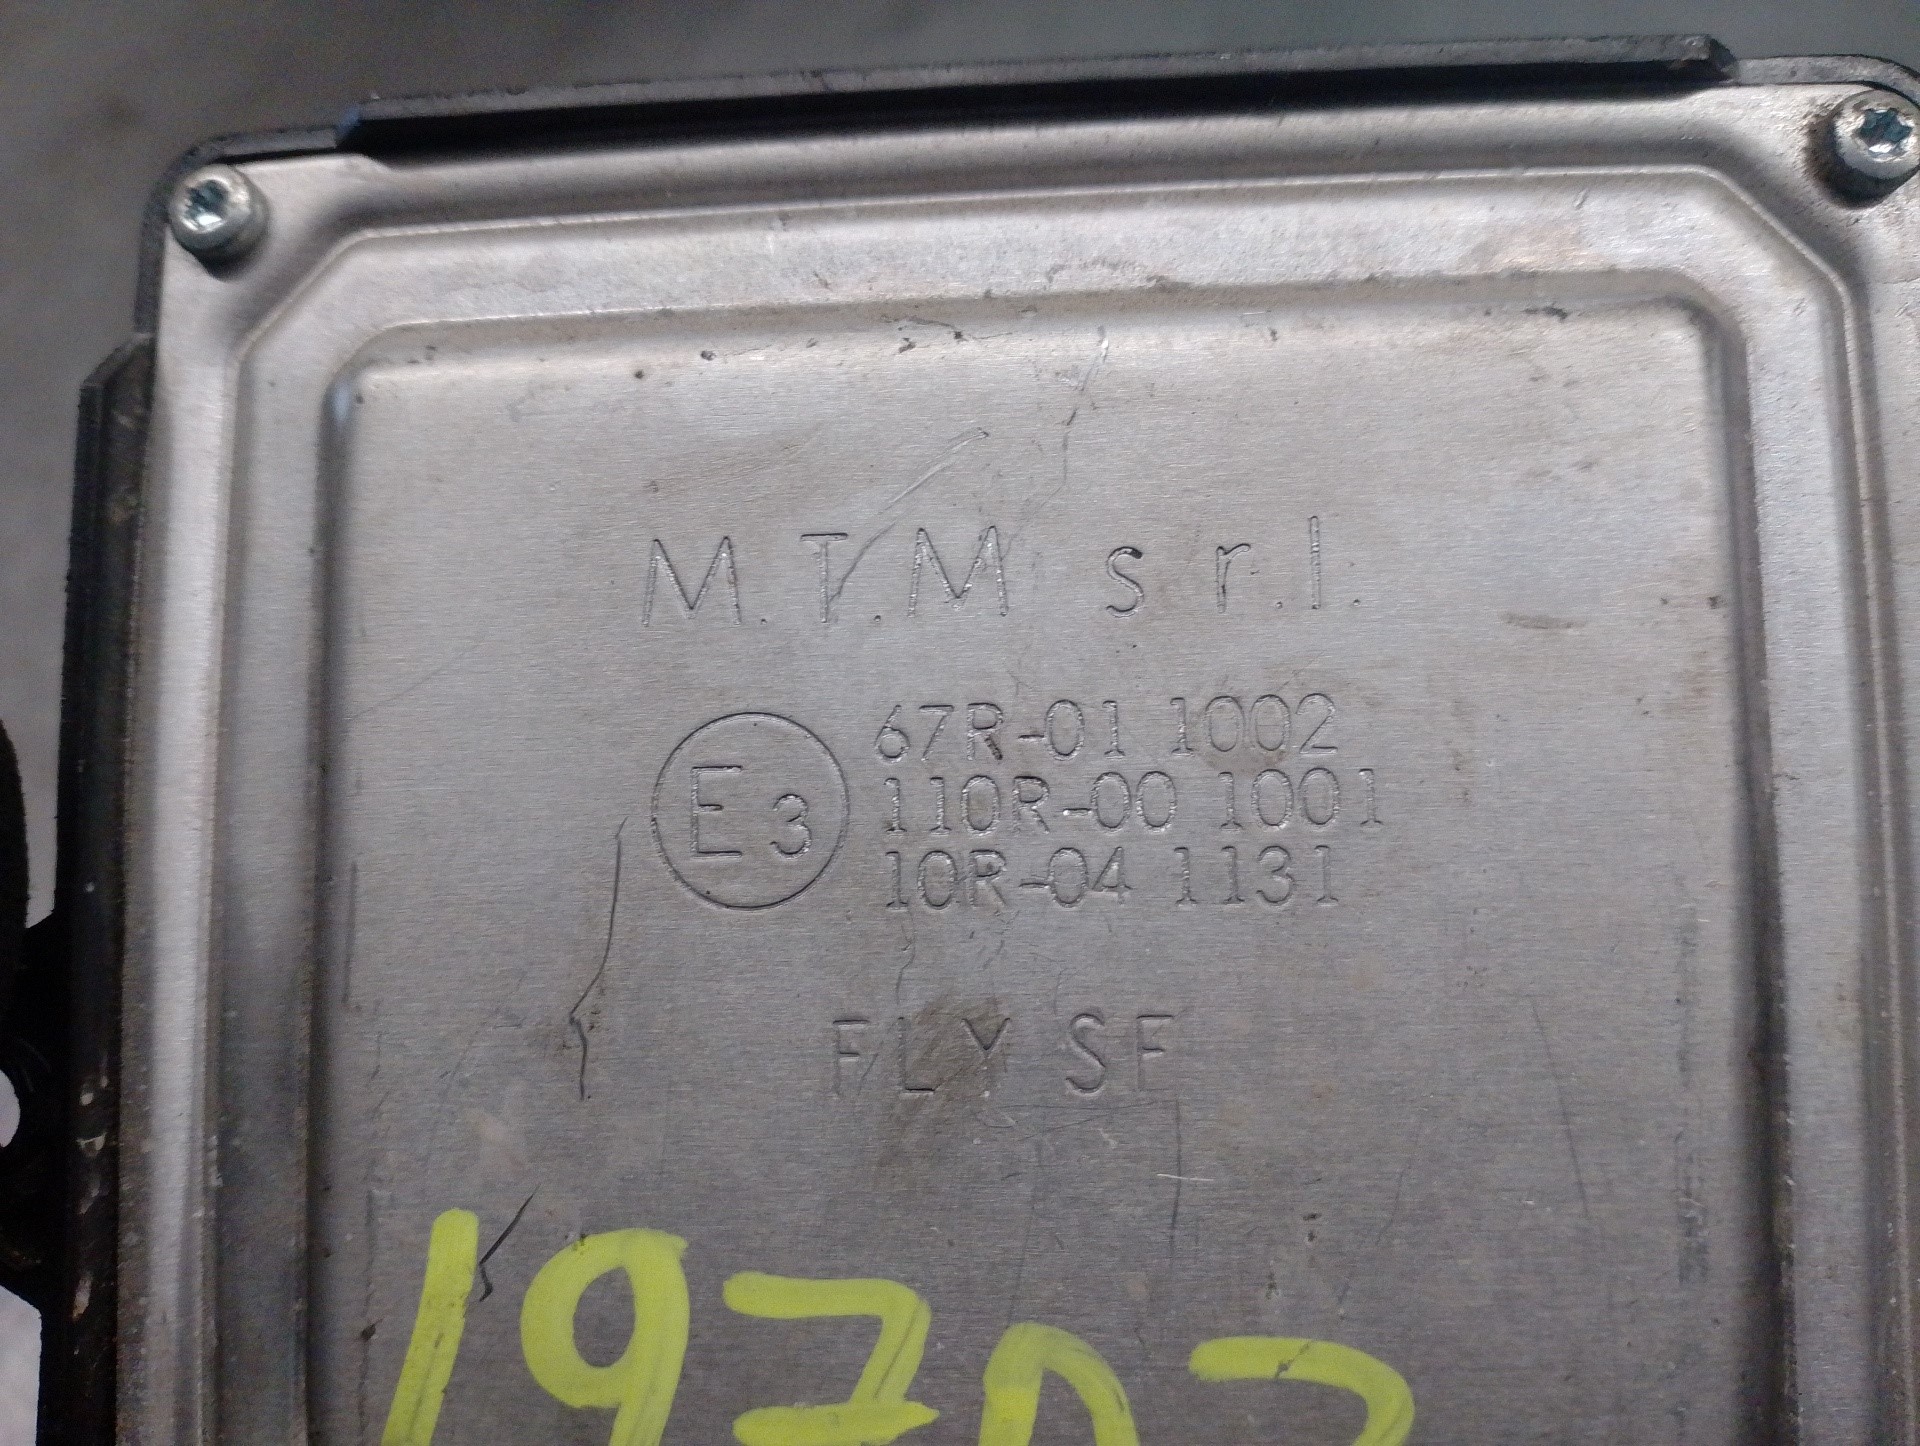 M.T.M s r.l.
E3
67R-01 1002
110R-00 1001
10R-04 1131
FLY SF